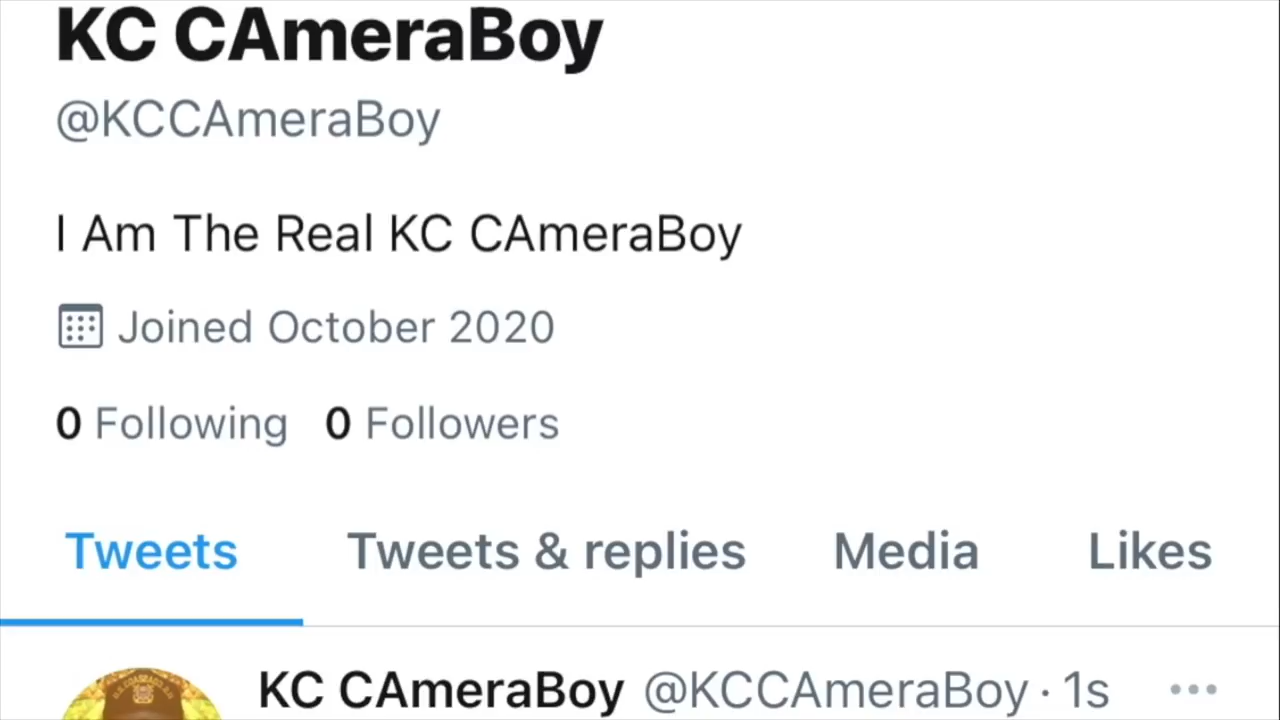 KC CAmeraBoy
@KCCAmeraBoy
I Am The Real KC CAmeraBoy
Joined October 2020
0 Following 0 Followers
Tweets Tweets & replies Media Likes
KC CAmeraBoy @KCCAmeraBoy · 1s